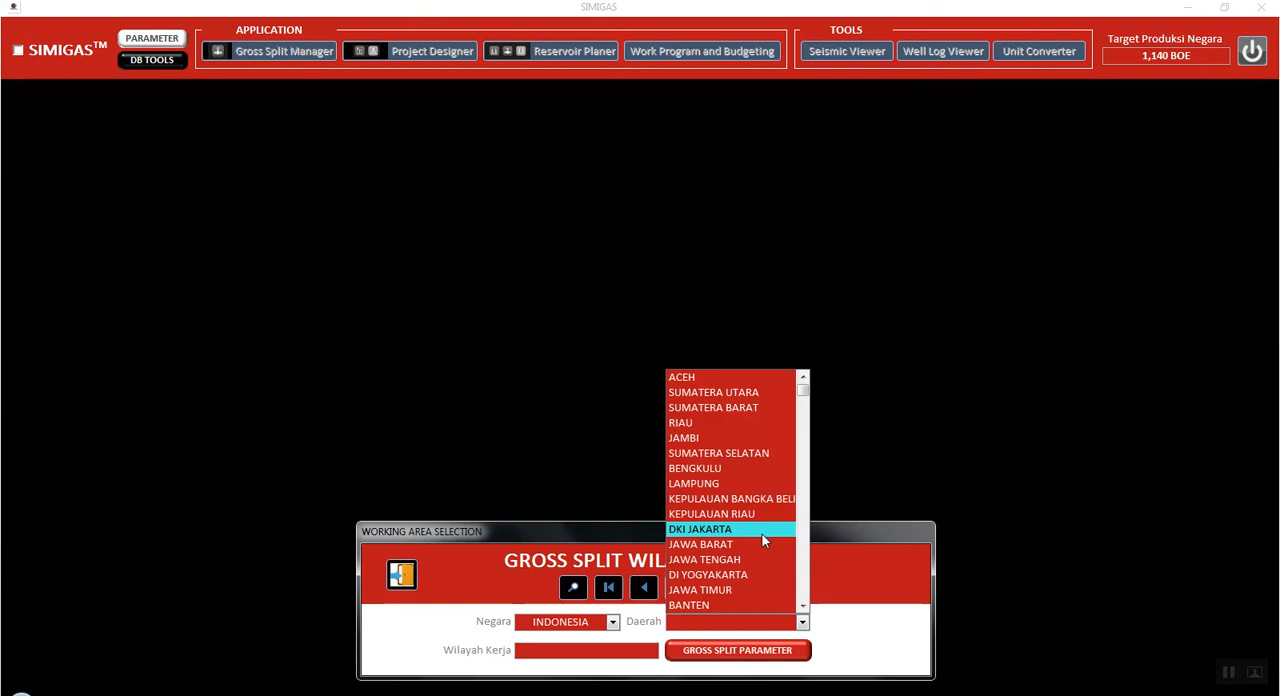 SIMIGAS
SIMIGAS™
PARAMETER
DB TOOLS
APPLICATION
Gross Split Manager
Project Designer
Reservoir Planer
Work Program and Budgeting
TOOLS
Seismic Viewer
Well Log Viewer
Unit Converter
Target Produksi Negara
1,140 BOE
ACEH
SUMATERA UTARA
SUMATERA BARAT
RIAU
JAMBI
SUMATERA SELATAN
BENGKULU
LAMPUNG
KEPULAUAN BANGKA BELI
KEPULAUAN RIAU
DKI JAKARTA
JAWA BARAT
JAWA TENGAH
DI YOGYAKARTA
JAWA TIMUR
BANTEN
WORKING AREA SELECTION
GROSS SPLIT WIL
Negara
INDONESIA
Daerah
Wilayah Kerja
GROSS SPLIT PARAMETER